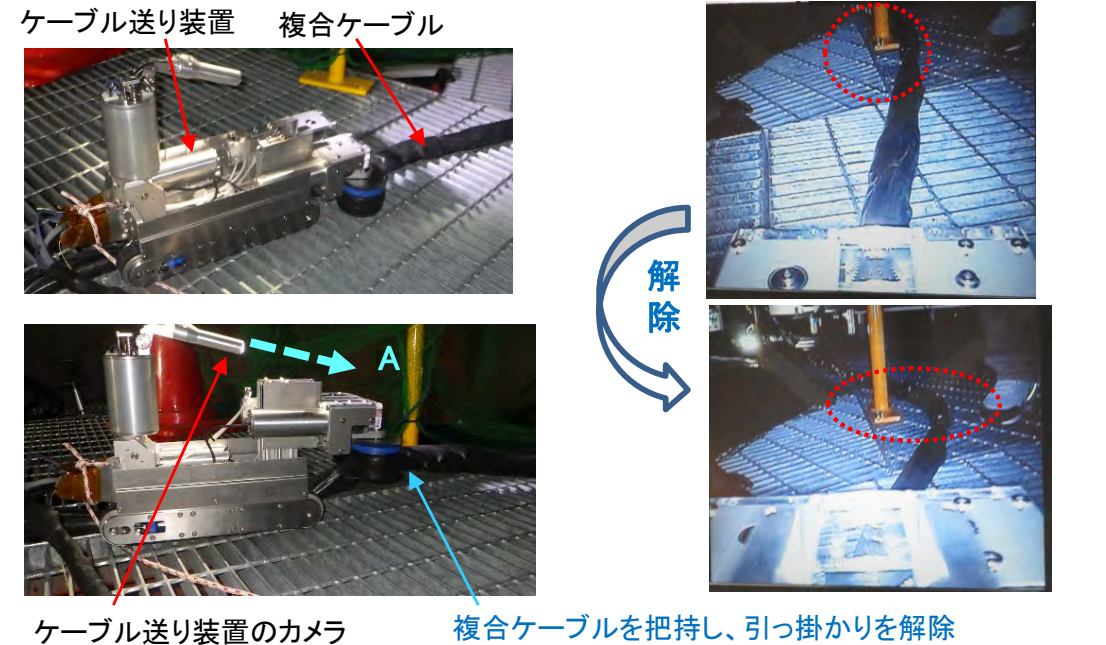 ケーブル送り装置
複合ケーブル
解
除
A
ケーブル送り装置のカメラ
複合ケーブルを把持し、引っ掛かりを解除